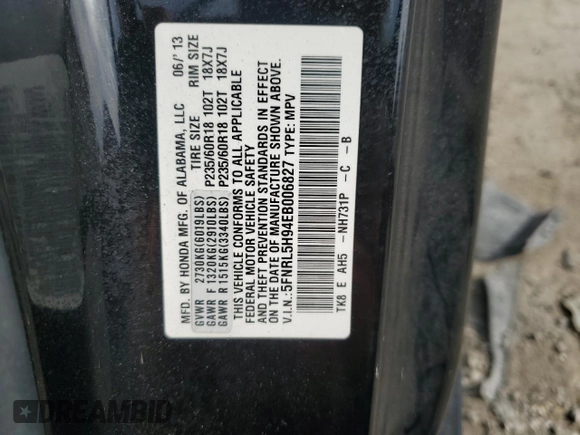 MFD. BY HONDA MFG. OF ALABAMA, LLC 06/'13
TIRE SIZE RIM SIZE
GVWR 2730KG(6019LBS)
GAWR F 1320KG(2910LBS) P235/60R18 102T 18X7J
GAWR R 1515KG(3340LBS) P235/60R18 102T 18X7J
THIS VEHICLE CONFORMS TO ALL APPLICABLE
FEDERAL MOTOR VEHICLE SAFETY
AND THEFT PREVENTION STANDARDS IN EFFECT
ON THE DATE OF MANUFACTURE SHOWN ABOVE.
V.I.N.: 5FNRL5H94EB006827 TYPE: MPV
TK8 E AH5 -NH731P -C -B
DREAMBID